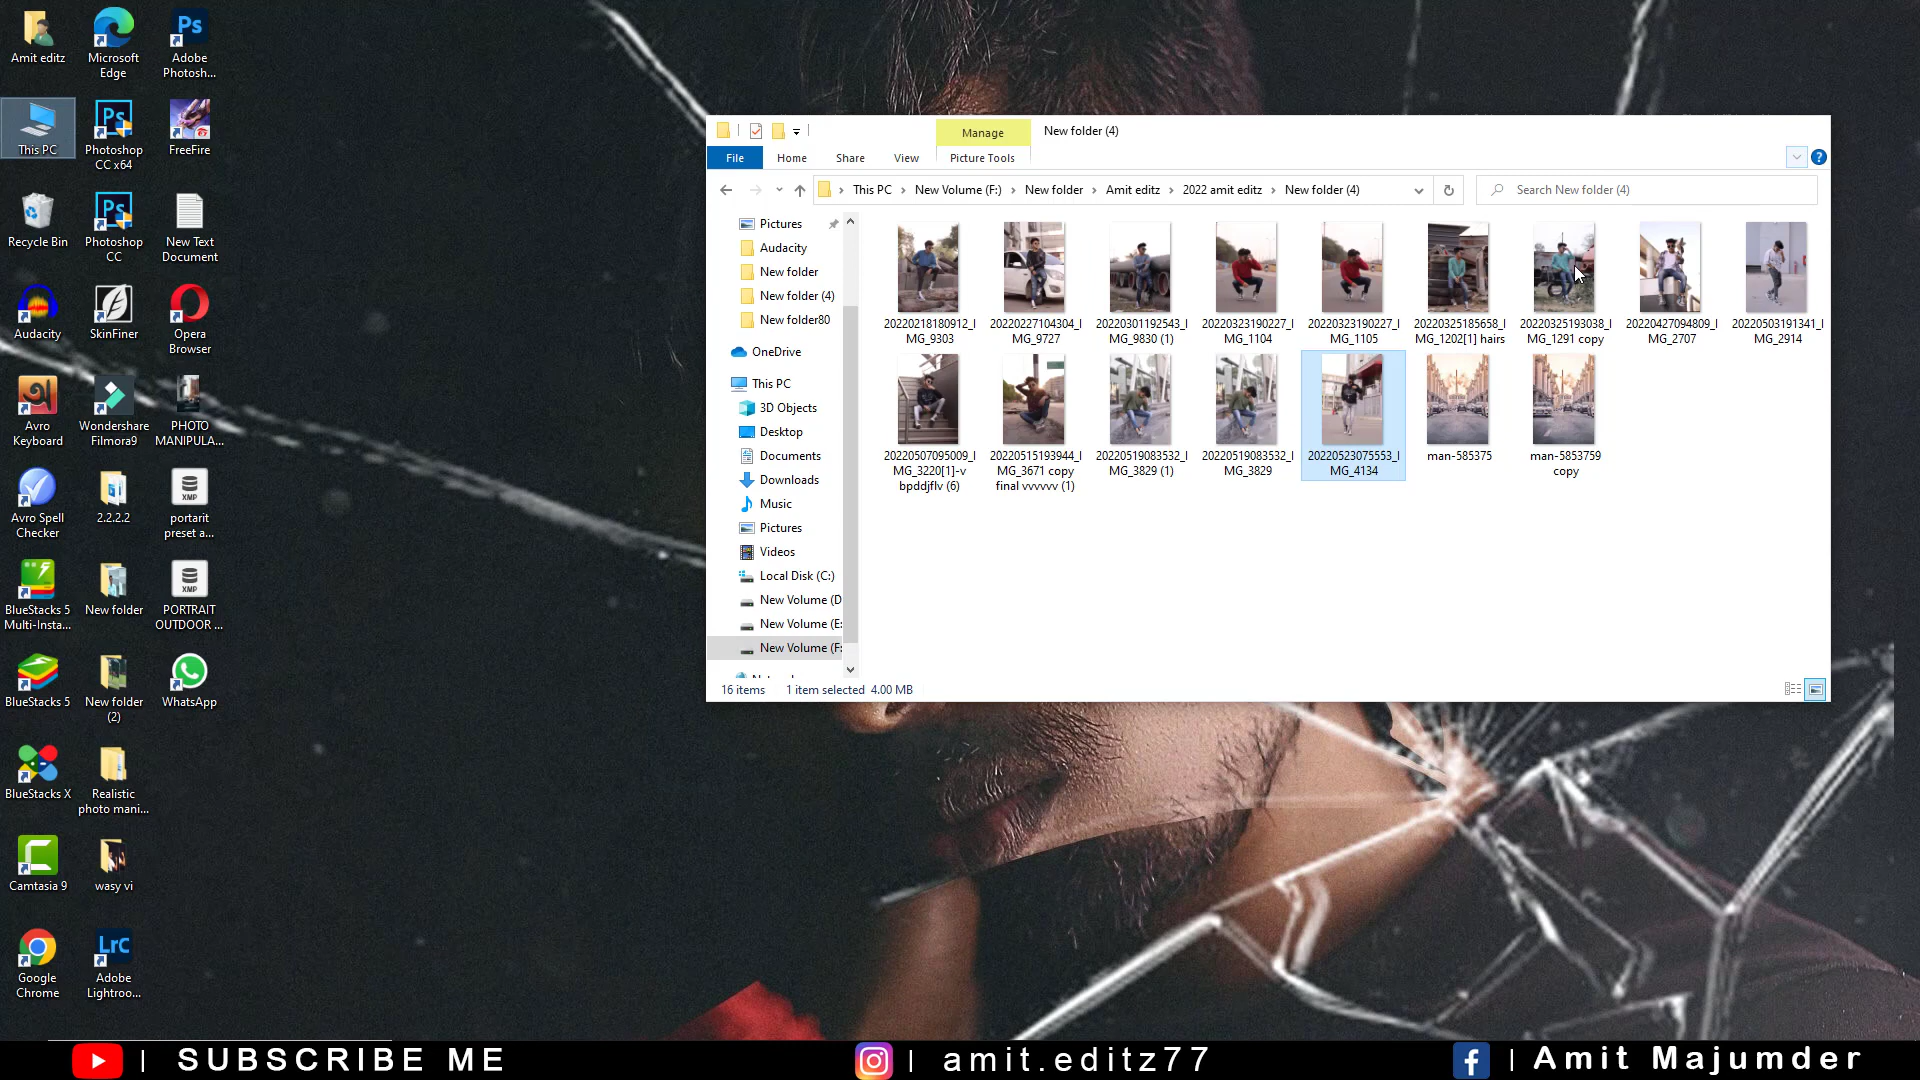 Amit editz
Microsoft
Edge
Adobe
Photosh...
This PC
Photoshop
CC x64
FreeFire
Recycle Bin
Photoshop
CC
New Text
Document
Audacity
SkinFiner
Opera
Browser
Avro
Keyboard
Wondershare
Filmora9
PHOTO
MANIPULA...
Avro Spell
Checker
2.2.2.2
portarit
preset a...
BlueStacks 5
Multi-Insta...
New folder
PORTRAIT
OUTDOOR ...
BlueStacks 5
New folder
(2)
WhatsApp
BlueStacks X
Realistic
photo mani...
Camtasia 9
wasy vi
Google
Chrome
Adobe
Lightroo...
Manage
New folder (4)
File
Home
Share
View
Picture Tools
This PC
New Volume (F:)
New folder
Amit editz
2022 amit editz
New folder (4)
Search New folder (4)
Pictures
Audacity
New folder
New folder (4)
New folder80
OneDrive
This PC
3D Objects
Desktop
Documents
Downloads
Music
Pictures
Videos
Local Disk (C:)
New Volume (D
New Volume (E:
New Volume (F:
20220218180912_I
MG_9303
20220227104304_I
MG_9727
20220301192543_I
MG_9830 (1)
20220323190227_I
MG_1104
20220323190227_I
MG_1105
20220325185658_I
MG_1202[1] hairs
20220325193038_I
MG_1291 copy
20220427094809_I
MG_2707
20220503191341_I
MG_2914
20220507095009_I
MG_3220[1]-v
bpddjflv (6)
20220515193944_I
MG_3671 copy
final vvvvvv (1)
20220519083532_I
MG_3829 (1)
20220519083532_I
MG_3829
20220523075553_I
MG_4134
man-585375
man-5853759
copy
16 items
1 item selected 4.00 MB
| SUBSCRIBE ME
| amit.editz77
| Amit Majumder